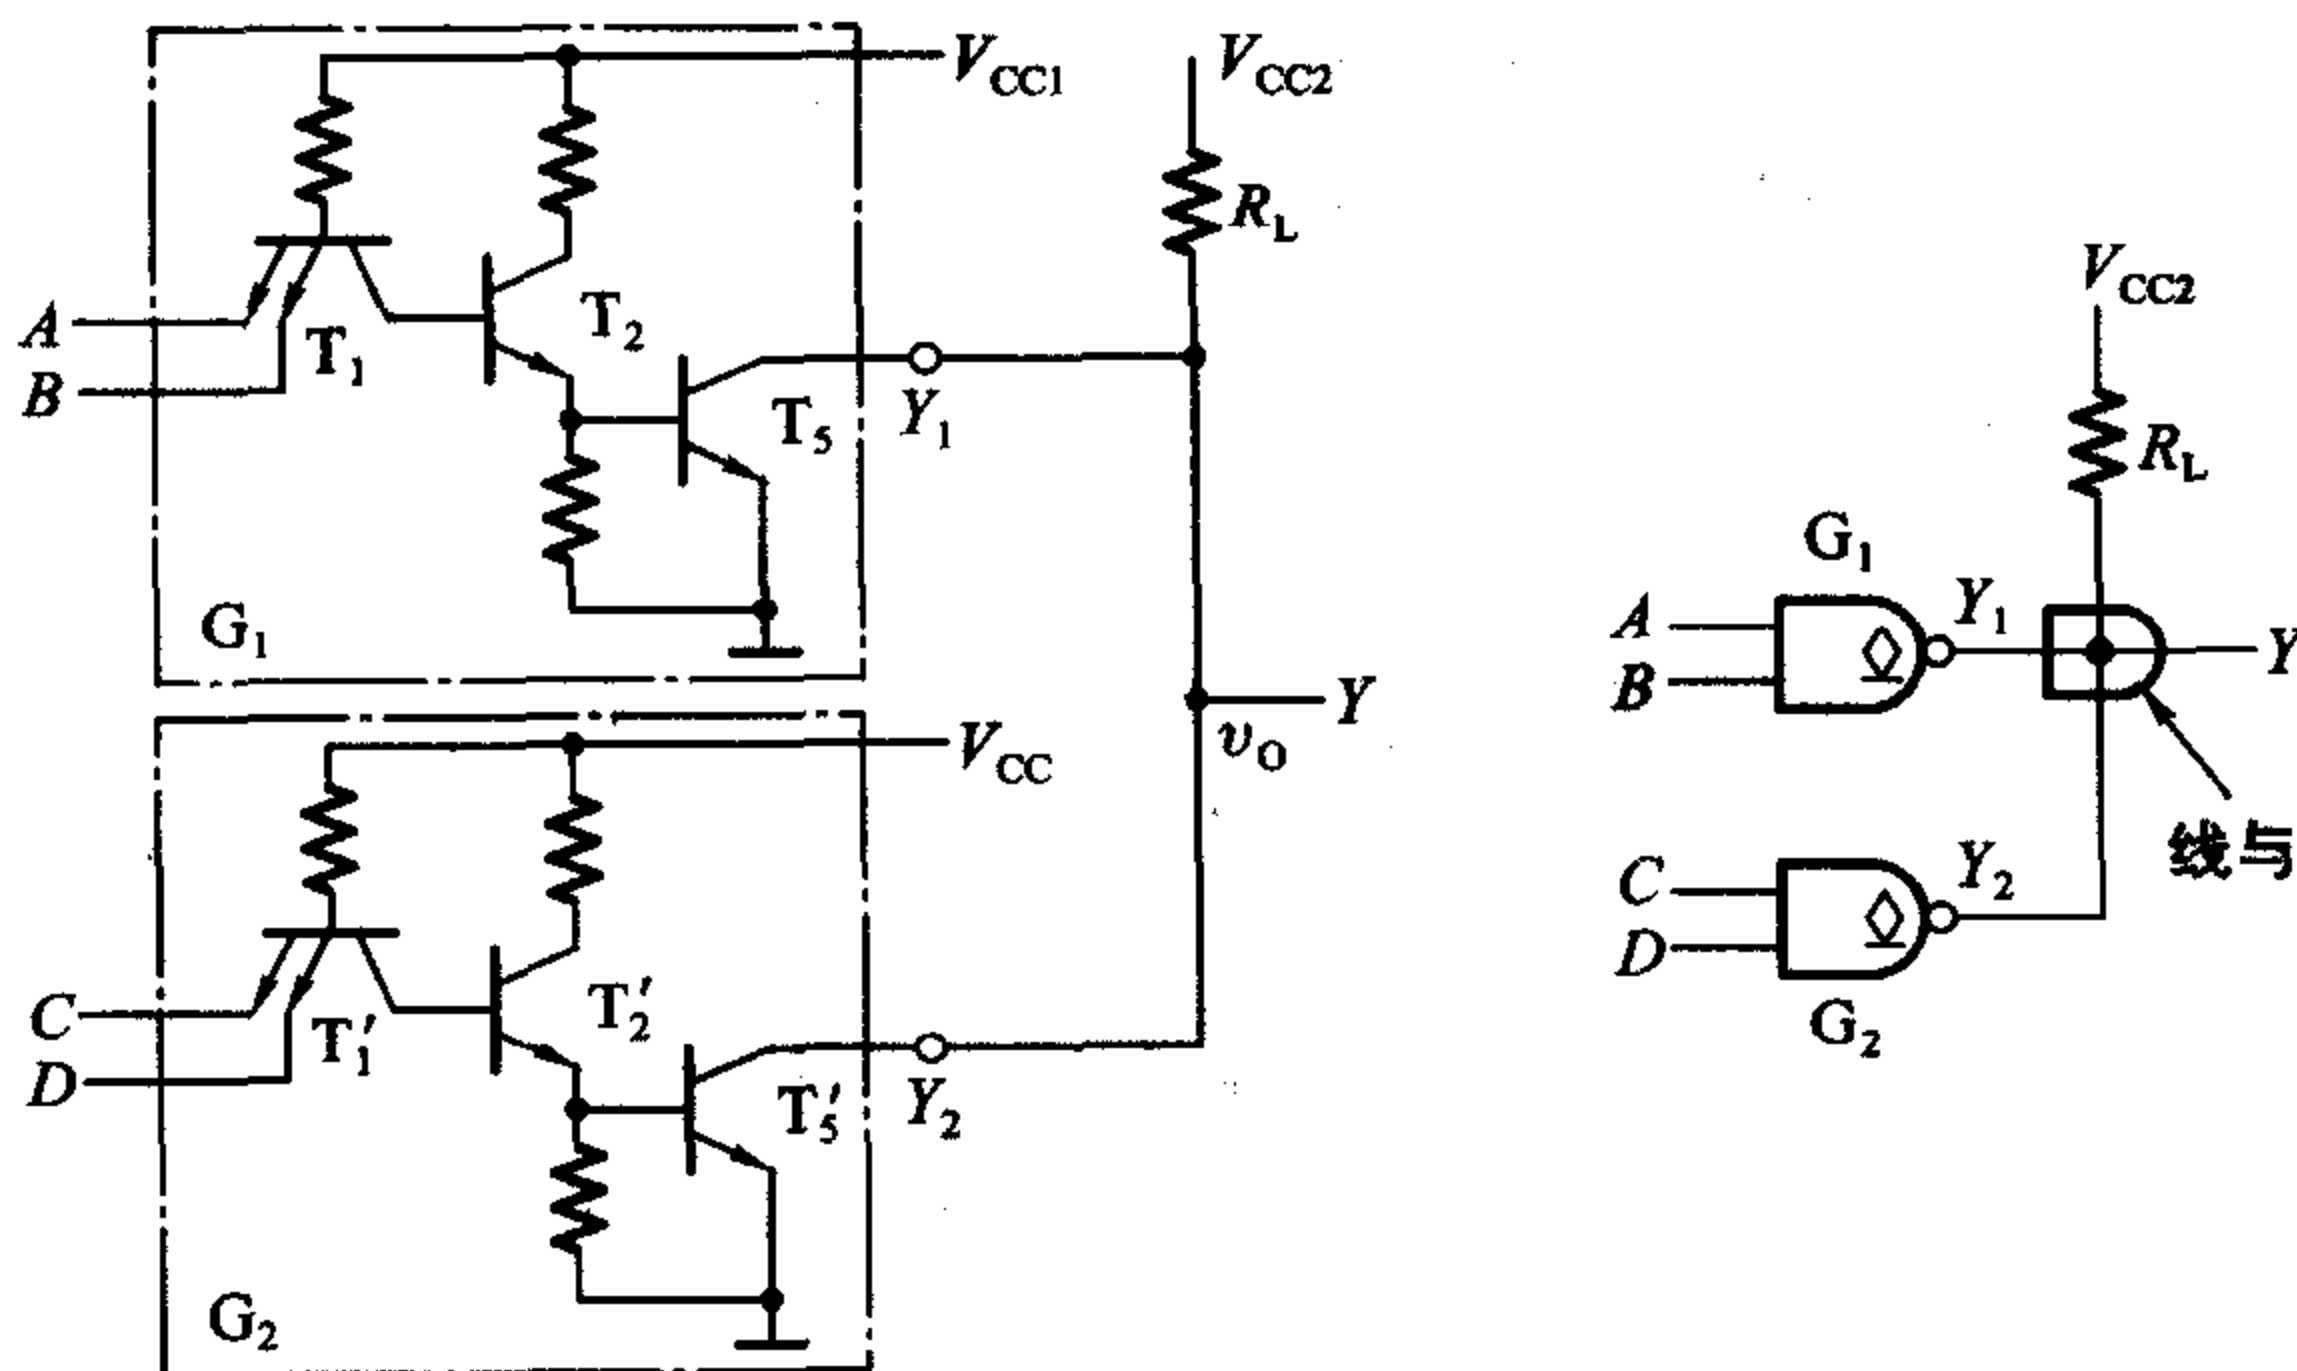 V_CC1
V_CC2
R_L
A
T_1
T_2
B
T_5
Y_1
G_1
V_CC
Y
v_O
C
T_1'
T_2'
D
T_5'
Y_2
G_2
V_CC2
R_L
G_1
A
Y_1
B
Y
线与
C
Y_2
D
G_2